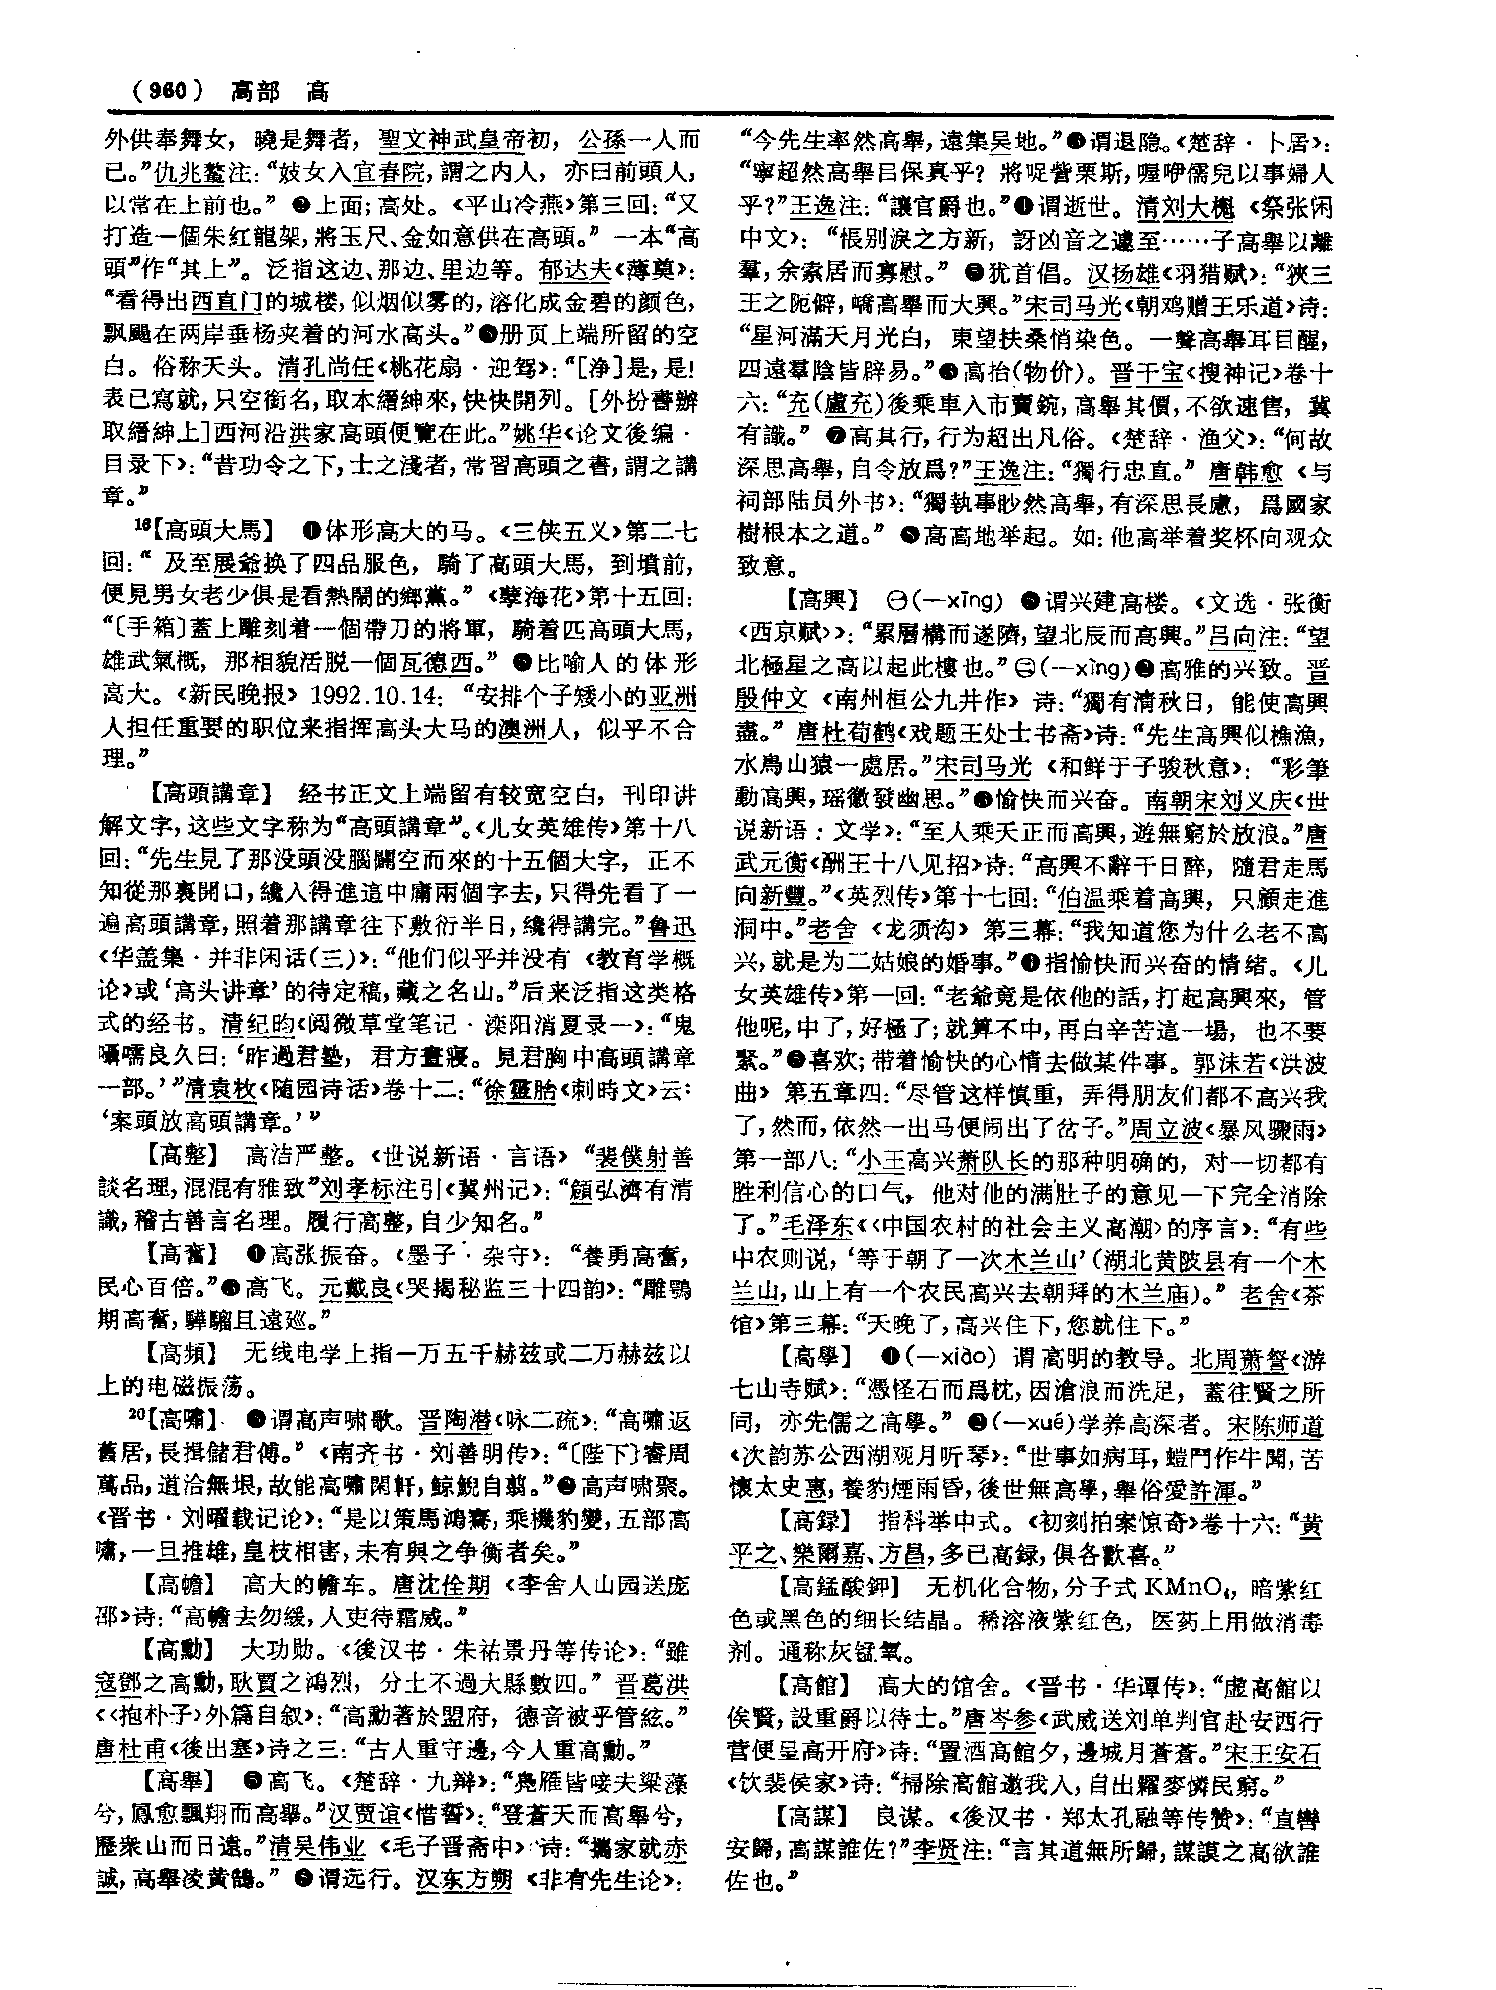 （960） 高部 高
外供奉舞女，曉是舞者，聖文神武皇帝初，公孫一人而
已。”仇兆鳌注：“妓女入宜春院，謂之内人，亦曰前頭人，
以常在上前也。” ❷上面；高处。《平山冷燕》第三回：“又
打造一個朱红龍架，將玉尺、金如意供在高頭。” 一本“高
頭”作“其上”。泛指这边、那边、里边等。郁达夫《薄奠》：
“看得出西直门的城楼，似烟似雾的，溶化成金碧的颜色，
飘飏在两岸垂杨夹着的河水高头。”❸册页上端所留的空
白。俗称天头。清孔尚任《桃花扇·迎驾》：“[净]是，是！
表已寫就，只空銜名，取本縉紳來，快快開列。[外扮書辦
取縉紳上]西河沿洪家高頭便覽在此。”姚华《论文後编·
目录下》：“昔功令之下，士之淺者，常習高頭之書，謂之講
章。”
16【高頭大馬】 ❶体形高大的马。《三侠五义》第二七
回：“ 及至展爺换了四品服色，騎了高頭大馬，到墳前，
便見男女老少俱是看熱鬧的鄉黨。”《孽海花》第十五回：
“〔手箱〕蓋上雕刻着一個帶刀的將軍，騎着匹高頭大馬，
雄武氣概，那相貌活脱一個瓦德西。” ❷比喻人的体形
高大。《新民晚报》1992.10.14：“安排个子矮小的亚洲
人担任重要的职位来指挥高头大马的澳洲人，似乎不合
理。”
【高頭講章】 经书正文上端留有较宽空白，刊印讲
解文字，这些文字称为“高頭講章”。《儿女英雄传》第十八
回：“先生見了那没頭没腦闢空而來的十五個大字，正不
知從那裏開口，纔入得進這中庸兩個字去，只得先看了一
遍高頭講章，照着那講章往下敷衍半日，纔得講完。”鲁迅
《华盖集·并非闲话（三）》：“他们似乎并没有《教育学概
论》或‘高头讲章’的待定稿，藏之名山。”后来泛指这类格
式的经书。清纪昀《阅微草堂笔记·滦阳消夏录一》：“鬼
囁嚅良久曰：‘昨過君塾，君方晝寢。見君胸中高頭講章
一部。’”清袁枚《随园诗话》卷十二：“徐靈胎《刺時文》云：
‘案頭放高頭講章。’”
【高整】 高洁严整。《世说新语·言语》“裴僕射善
談名理，混混有雅致”刘孝标注引《冀州记》：“頠弘濟有清
識，稽古善言名理。履行高整，自少知名。”
【高奮】 ❶高涨振奋。《墨子·杂守》：“養勇高奮，
民心百倍。”❷高飞。元戴良《哭揭秘监三十四韵》：“雕鶚
期高奮，驊騮且遠廵。”
【高頻】 无线电学上指一万五千赫兹或二万赫兹以
上的电磁振荡。
20【高嘯】 ❶谓高声啸歌。晋陶潜《咏二疏》：“高嘯返
舊居，長揖儲君傅。”《南齐书·刘善明传》：“〔陛下〕睿周
萬品，道洽無垠，故能高嘯閑軒，鯨鯢自翦。”❷高声啸聚。
《晋书·刘曜载记论》：“是以策馬鴻騫，乘機豹變，五部高
嘯，一旦推雄，皇枝相害，未有與之争衡者矣。”
【高幨】 高大的幨车。唐沈佺期《李舍人山园送庞
邵》诗：“高幨去勿缓，人吏待霜威。”
【高勳】 大功勋。《後汉书·朱祐景丹等传论》：“雖
寇鄧之高勳，耿賈之鴻烈，分土不過大縣數四。” 晋葛洪
《〈抱朴子〉外篇自叙》：“高勳著於盟府，德音被乎管絃。”
唐杜甫《後出塞》诗之三：“古人重守邊，今人重高勳。”
【高舉】 ❶高飞。《楚辞·九辩》：“鳧雁皆唼夫粱藻
兮，鳳愈飄翔而高舉。”汉贾谊《惜誓》：“登蒼天而高舉兮，
歷衆山而日遠。”清吴伟业《毛子晋斋中》诗：“攜家就赤
誠，高舉凌黄鵠。” ❷谓远行。汉东方朔《非有先生论》：
“今先生率然高舉，遠集吴地。”❸谓退隐。《楚辞·卜居》：
“寧超然高舉吕保真乎？將哫訾栗斯，喔咿儒兒以事婦人
乎？”王逸注：“讓官爵也。”❹谓逝世。清刘大櫆《祭张闲
中文》：“悵别淚之方新，訝凶音之遽至……子高舉以離
羣，余索居而寡慰。” ❺犹首倡。汉扬雄《羽猎赋》：“狹三
王之阨僻，嶠高舉而大興。”宋司马光《朝鸡赠王乐道》诗：
“星河滿天月光白，東望扶桑悄染色。一聲高舉耳目醒，
四遠羣陰皆辟易。”❻高抬（物价）。晋干宝《搜神记》卷十
六：“充（盧充）後乘車入市賣鋺，高舉其價，不欲速售，冀
有識。” ❼高其行，行为超出凡俗。《楚辞·渔父》：“何故
深思高舉，自令放爲？”王逸注：“獨行忠直。” 唐韩愈《与
祠部陆员外书》：“獨執事眇然高舉，有深思長慮，爲國家
樹根本之道。” ❽高高地举起。如：他高举着奖杯向观众
致意。
【高興】 ㊀（—xīng） ❶谓兴建高楼。《文选·张衡
〈西京赋〉》：“累層構而遂隮，望北辰而高興。”吕向注：“望
北極星之高以起此樓也。”㊁（—xìng）❷高雅的兴致。晋
殷仲文《南州桓公九井作》诗：“獨有清秋日，能使高興
盡。” 唐杜荀鹤《戏题王处士书斋》诗：“先生高興似樵漁，
水鳥山猿一處居。”宋司马光《和鲜于子骏秋意》：“彩筆
動高興，瑶徽發幽思。”❸愉快而兴奋。南朝宋刘义庆《世
说新语：文学》：“至人乘天正而高興，遊無窮於放浪。”唐
武元衡《酬王十八见招》诗：“高興不辭千日醉，隨君走馬
向新豐。”《英烈传》第十七回：“伯温乘着高興，只顧走進
洞中。”老舍《龙须沟》第三幕：“我知道您为什么老不高
兴，就是为二姑娘的婚事。”❹指愉快而兴奋的情绪。《儿
女英雄传》第一回：“老爺竟是依他的話，打起高興來，管
他呢，中了，好極了；就算不中，再白辛苦這一場，也不要
緊。”❺喜欢；带着愉快的心情去做某件事。郭沫若《洪波
曲》第五章四：“尽管这样慎重，弄得朋友们都不高兴我
了，然而，依然一出马便闹出了岔子。”周立波《暴风骤雨》
第一部八：“小王高兴萧队长的那种明确的，对一切都有
胜利信心的口气，他对他的满肚子的意见一下完全消除
了。”毛泽东《〈中国农村的社会主义高潮〉的序言》：“有些
中农则说，‘等于朝了一次木兰山’（湖北黄陂县有一个木
兰山，山上有一个农民高兴去朝拜的木兰庙）。” 老舍《茶
馆》第三幕：“天晚了，高兴住下，您就住下。”
【高學】 ❶（—xiào） 谓高明的教导。北周萧詧《游
七山寺赋》：“憑怪石而爲枕，因滄浪而洗足，蓋往賢之所
同，亦先儒之高學。” ❷（—xué）学养高深者。宋陈师道
《次韵苏公西湖观月听琴》：“世事如病耳，螘鬥作牛聞，苦
懷太史惠，養豹煙雨昏，後世無高學，舉俗愛許渾。”
【高録】 指科举中式。《初刻拍案惊奇》卷十六：“黄
平之、樂爾嘉、方昌，多已高録，俱各歡喜。”
【高錳酸鉀】 无机化合物，分子式 KMnO₄，暗紫红
色或黑色的细长结晶。稀溶液紫红色，医药上用做消毒
剂。通称灰锰氧。
【高館】 高大的馆舍。《晋书·华谭传》：“虚高館以
俟賢，設重爵以待士。”唐岑参《武威送刘单判官赴安西行
营便呈高开府》诗：“置酒高館夕，邊城月蒼蒼。”宋王安石
《饮裴侯家》诗：“掃除高館邀我入，自出糶麥憐民窮。”
【高謀】 良谋。《後汉书·郑太孔融等传赞》：“直轡
安歸，高謀誰佐？”李贤注：“言其道無所歸，謀謨之高欲誰
佐也。”